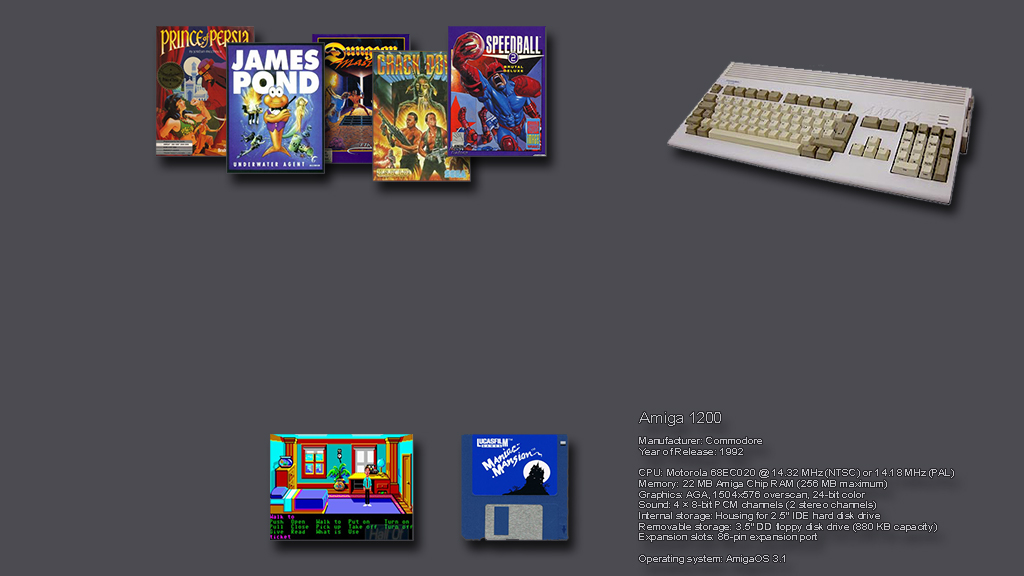 PRINCE of PERSIA
JAMES
POND
UNDERWATER AGENT
Dungeon
CRACK DO
SEGA
SPEEDBALL
2
BRUTAL
DELUXE
AMIGA
LUCASFILM
GAMES
Maniac
Mansion
Walk to
Push Open Walk to Put on Turn on
Pull Close Pick up Take off Turn off
Give Read What is Use
ticket
Amiga 1200
Manufacturer: Commodore
Year of Release: 1992
CPU: Motorola 68EC020 @ 14.32 MHz (NTSC) or 14.18 MHz (PAL)
Memory: 22 MB Amiga Chip RAM (256 MB maximum)
Graphics: AGA, 1504x576 overscan, 24-bit color
Sound: 4 × 8-bit PCM channels (2 stereo channels)
Internal storage: Housing for 2.5" IDE hard disk drive
Removable storage: 3.5" DD floppy disk drive (880 KB capacity)
Expansion slots: 86-pin expansion port
Operating system: AmigaOS 3.1